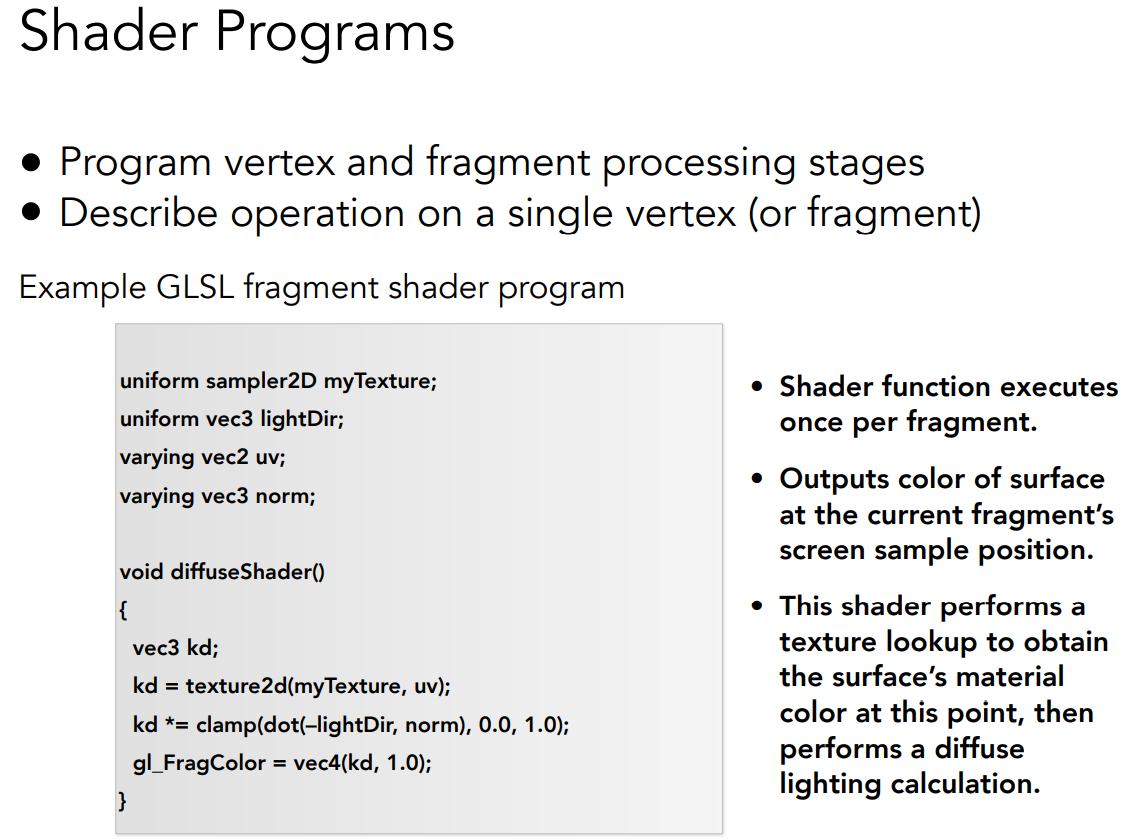 Shader Programs
● Program vertex and fragment processing stages
● Describe operation on a single vertex (or fragment)
Example GLSL fragment shader program
uniform sampler2D myTexture;
uniform vec3 lightDir;
varying vec2 uv;
varying vec3 norm;
void diffuseShader()
{
vec3 kd;
kd = texture2d(myTexture, uv);
kd *= clamp(dot(–lightDir, norm), 0.0, 1.0);
gl_FragColor = vec4(kd, 1.0);
}
• Shader function executes
once per fragment.
• Outputs color of surface
at the current fragment’s
screen sample position.
• This shader performs a
texture lookup to obtain
the surface’s material
color at this point, then
performs a diffuse
lighting calculation.